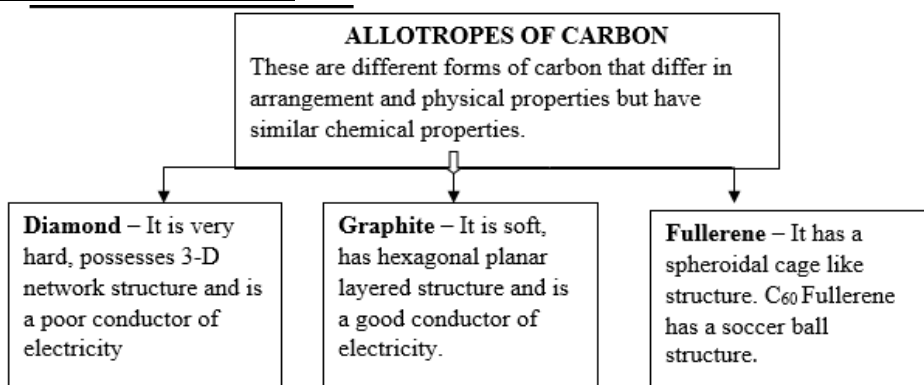 ALLOTROPES OF CARBON
These are different forms of carbon that differ in
arrangement and physical properties but have
similar chemical properties.
Diamond – It is very
hard, possesses 3-D
network structure and is
a poor conductor of
electricity
Graphite – It is soft,
has hexagonal planar
layered structure and is
a good conductor of
electricity.
Fullerene – It has a
spheroidal cage like
structure. C₆₀ Fullerene
has a soccer ball
structure.